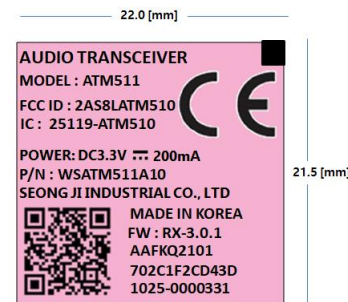 22.0 [mm]
AUDIO TRANSCEIVER
MODEL : ATM511
FCC ID : 2AS8LATM510
IC : 25119-ATM510
CE
POWER: DC3.3V ⎓ 200mA
P/N : WSATM511A10
SEONG JI INDUSTRIAL CO., LTD
21.5 [mm]
MADE IN KOREA
FW : RX-3.0.1
AAFKQ2101
702C1F2CD43D
1025-0000331